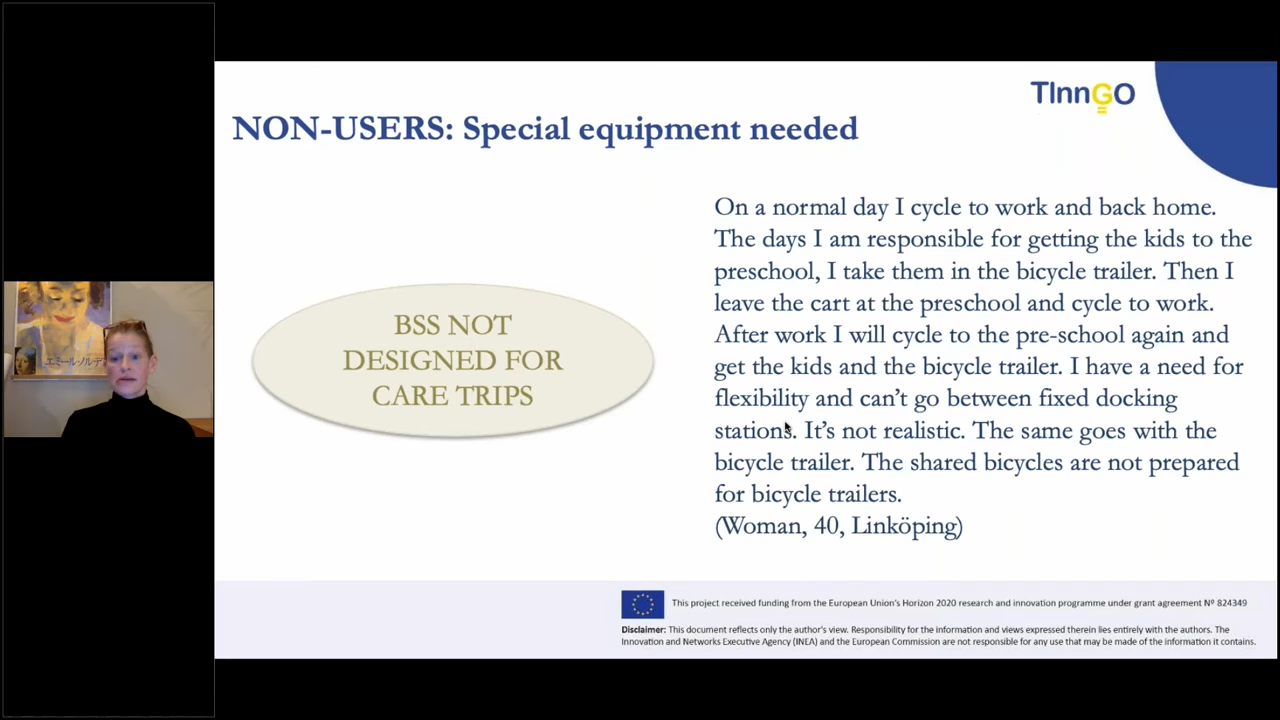 TInnGO
NON-USERS: Special equipment needed
BSS NOT
DESIGNED FOR
CARE TRIPS
On a normal day I cycle to work and back home.
The days I am responsible for getting the kids to the
preschool, I take them in the bicycle trailer. Then I
leave the cart at the preschool and cycle to work.
After work I will cycle to the pre-school again and
get the kids and the bicycle trailer. I have a need for
flexibility and can’t go between fixed docking
stations. It’s not realistic. The same goes with the
bicycle trailer. The shared bicycles are not prepared
for bicycle trailers.
(Woman, 40, Linköping)
エミール・ノルデ
This project received funding from the European Union’s Horizon 2020 research and innovation programme under grant agreement Nº 824349
Disclaimer: This document reflects only the author’s view. Responsibility for the information and views expressed therein lies entirely with the authors. The
Innovation and Networks Executive Agency (INEA) and the European Commission are not responsible for any use that may be made of the information it contains.